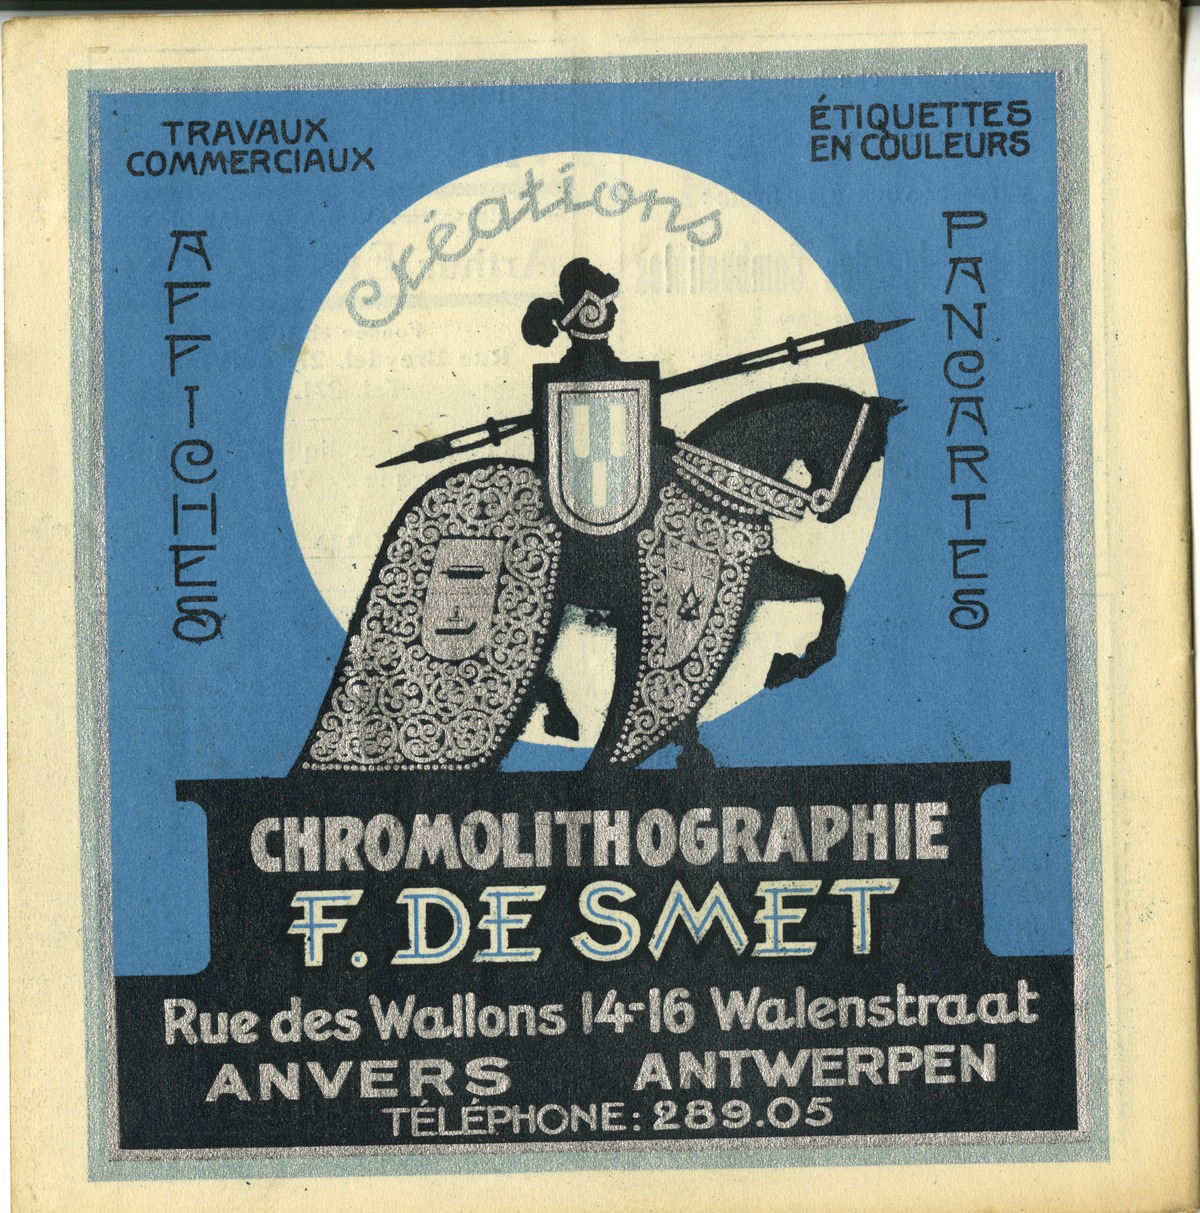 TRAVAUX
COMMERCIAUX
ÉTIQUETTES
EN COULEURS
Créations
AFFICHES
PANCARTES
CHROMOLITHOGRAPHIE
F. DE SMET
Rue des Wallons 14-16 Walenstraat
ANVERS ANTWERPEN
TÉLÉPHONE: 289.05